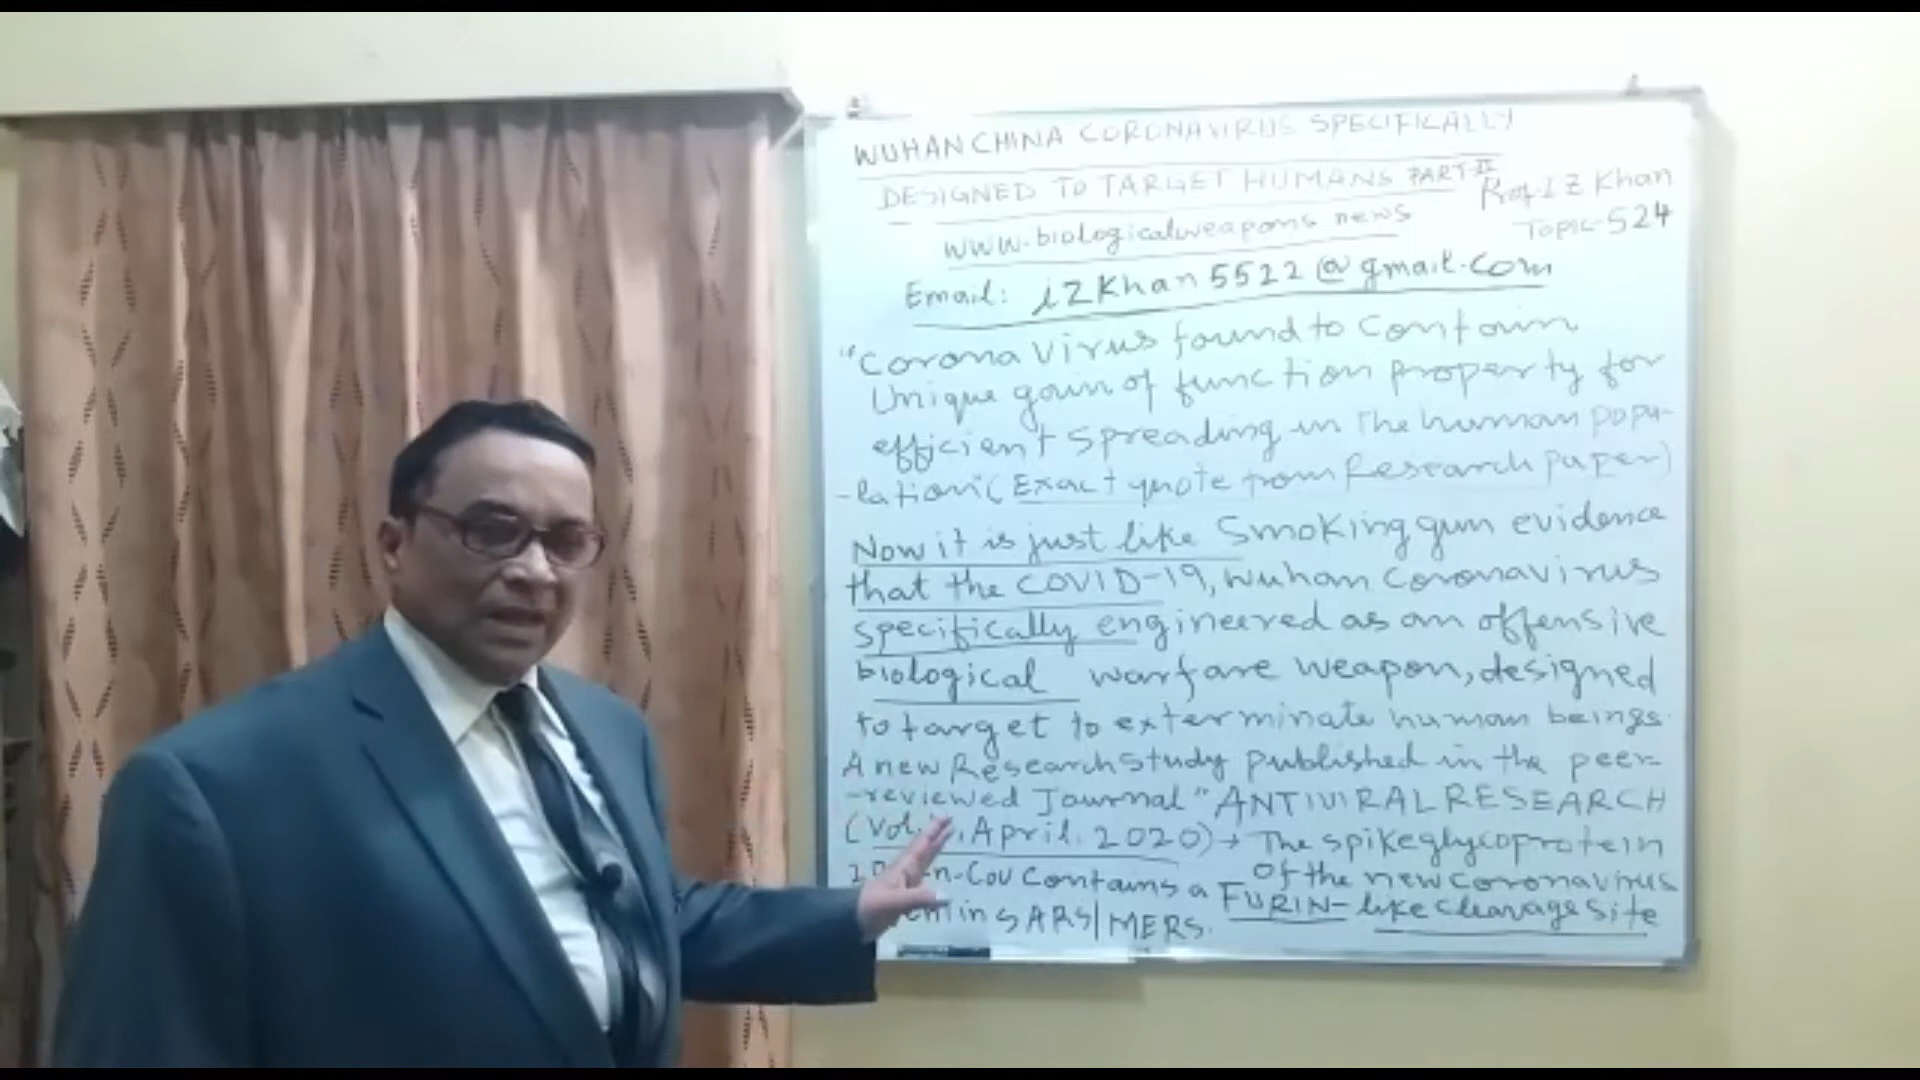 WUHAN CHINA CORONAVIRUS SPECIFICALLY
DESIGNED TO TARGET HUMANS PART-II
Prof. I Z Khan
www.biologicalweapons.news
Topic-524
Email: izkhan5522@gmail.com
"Corona Virus found to contain
Unique gain of function property for
efficient spreading in the human popu-
-lation" (Exact quote from Research paper)
Now it is just like smoking gun evidence
that the COVID-19, Wuhan Coronavirus
specifically engineered as an offensive
biological warfare weapon, designed
to target to exterminate human beings.
A new Research study published in the peer-
-reviewed Journal "ANTIVIRAL RESEARCH
(Vol. April. 2020) → The spike glycoprotein
of the new coronavirus
n-Cov contains a FURIN-like cleavage site
in SARS/MERS.